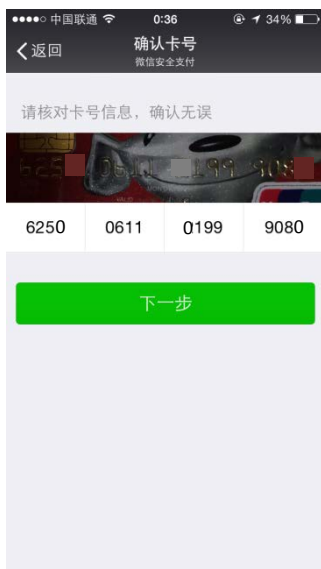 中国联通 0:36 34%
返回 确认卡号
微信安全支付
请核对卡号信息，确认无误
6250 0611 0199 9080
下一步